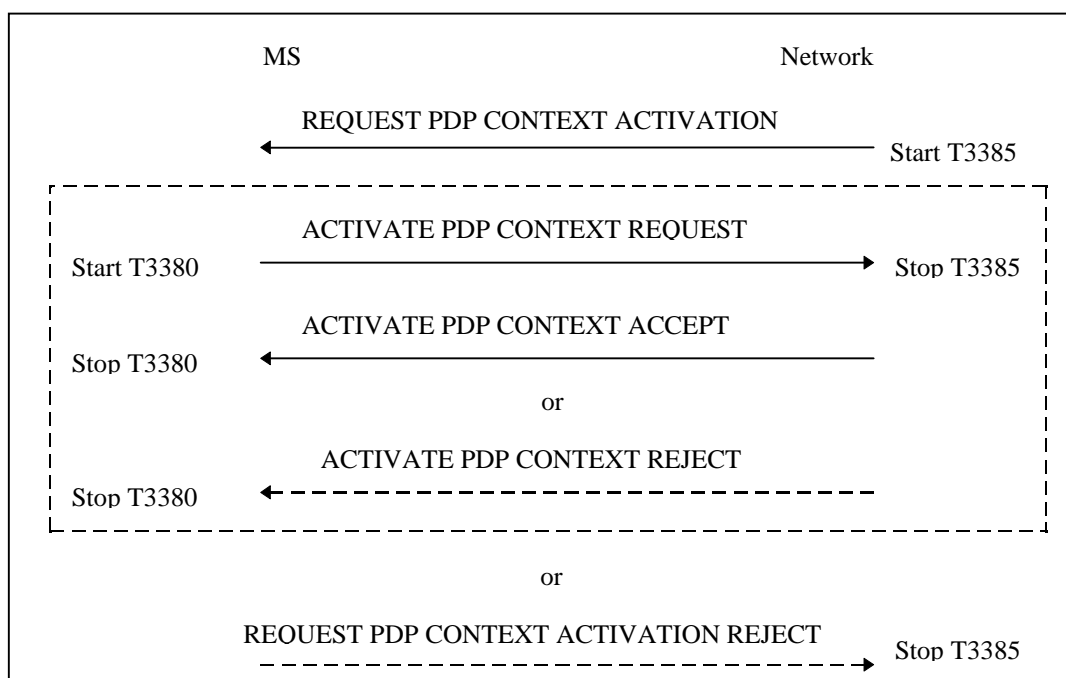 MS Network
REQUEST PDP CONTEXT ACTIVATION
Start T3385
ACTIVATE PDP CONTEXT REQUEST
Start T3380 Stop T3385
ACTIVATE PDP CONTEXT ACCEPT
Stop T3380
or
ACTIVATE PDP CONTEXT REJECT
Stop T3380
or
REQUEST PDP CONTEXT ACTIVATION REJECT
Stop T3385